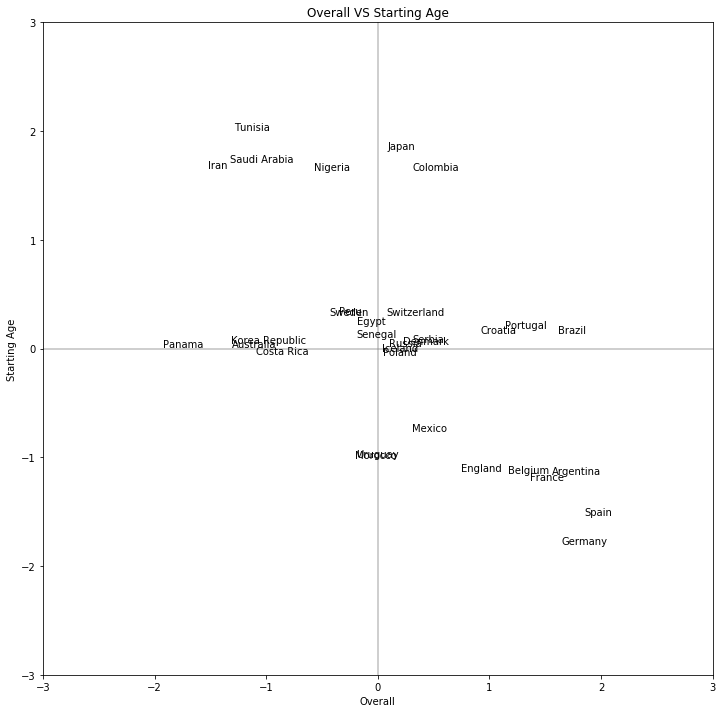 Overall VS Starting Age
3
Tunisia
2
Japan
Saudi Arabia
Iran
Nigeria
Colombia
1
Peru
Sweden
Switzerland
Egypt
Portugal
Senegal
Croatia
Brazil
Korea Republic
Serbia
Denmark
Panama
Australia
Russia
0
Iceland
Costa Rica
Poland
Starting Age
Mexico
Uruguay
Morocco
−1
England
Belgium
Argentina
France
Spain
Germany
−2
−3
−3
−2
−1
0
1
2
3
Overall